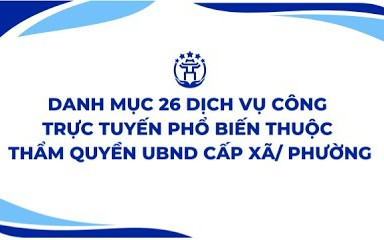 DANH MỤC 26 DỊCH VỤ CÔNG
TRỰC TUYẾN PHỔ BIẾN THUỘC
THẨM QUYỀN UBND CẤP XÃ/ PHƯỜNG